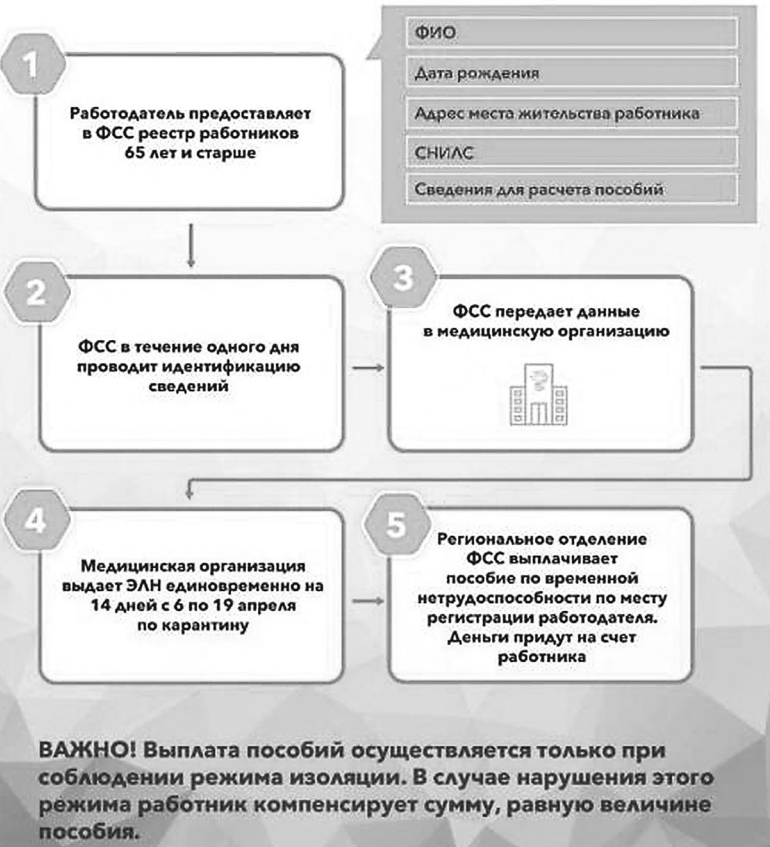 1
Работодатель предоставляет
в ФСС реестр работников
65 лет и старше
ФИО
Дата рождения
Адрес места жительства работника
СНИЛС
Сведения для расчета пособий
2
ФСС в течение одного дня
проводит идентификацию
сведений
3
ФСС передает данные
в медицинскую организацию
4
Медицинская организация
выдает ЭЛН единовременно на
14 дней с 6 по 19 апреля
по карантину
5
Региональное отделение
ФСС выплачивает
пособие по временной
нетрудоспособности по месту
регистрации работодателя.
Деньги придут на счет
работника
ВАЖНО! Выплата пособий осуществляется только при
соблюдении режима изоляции. В случае нарушения этого
режима работник компенсирует сумму, равную величине
пособия.